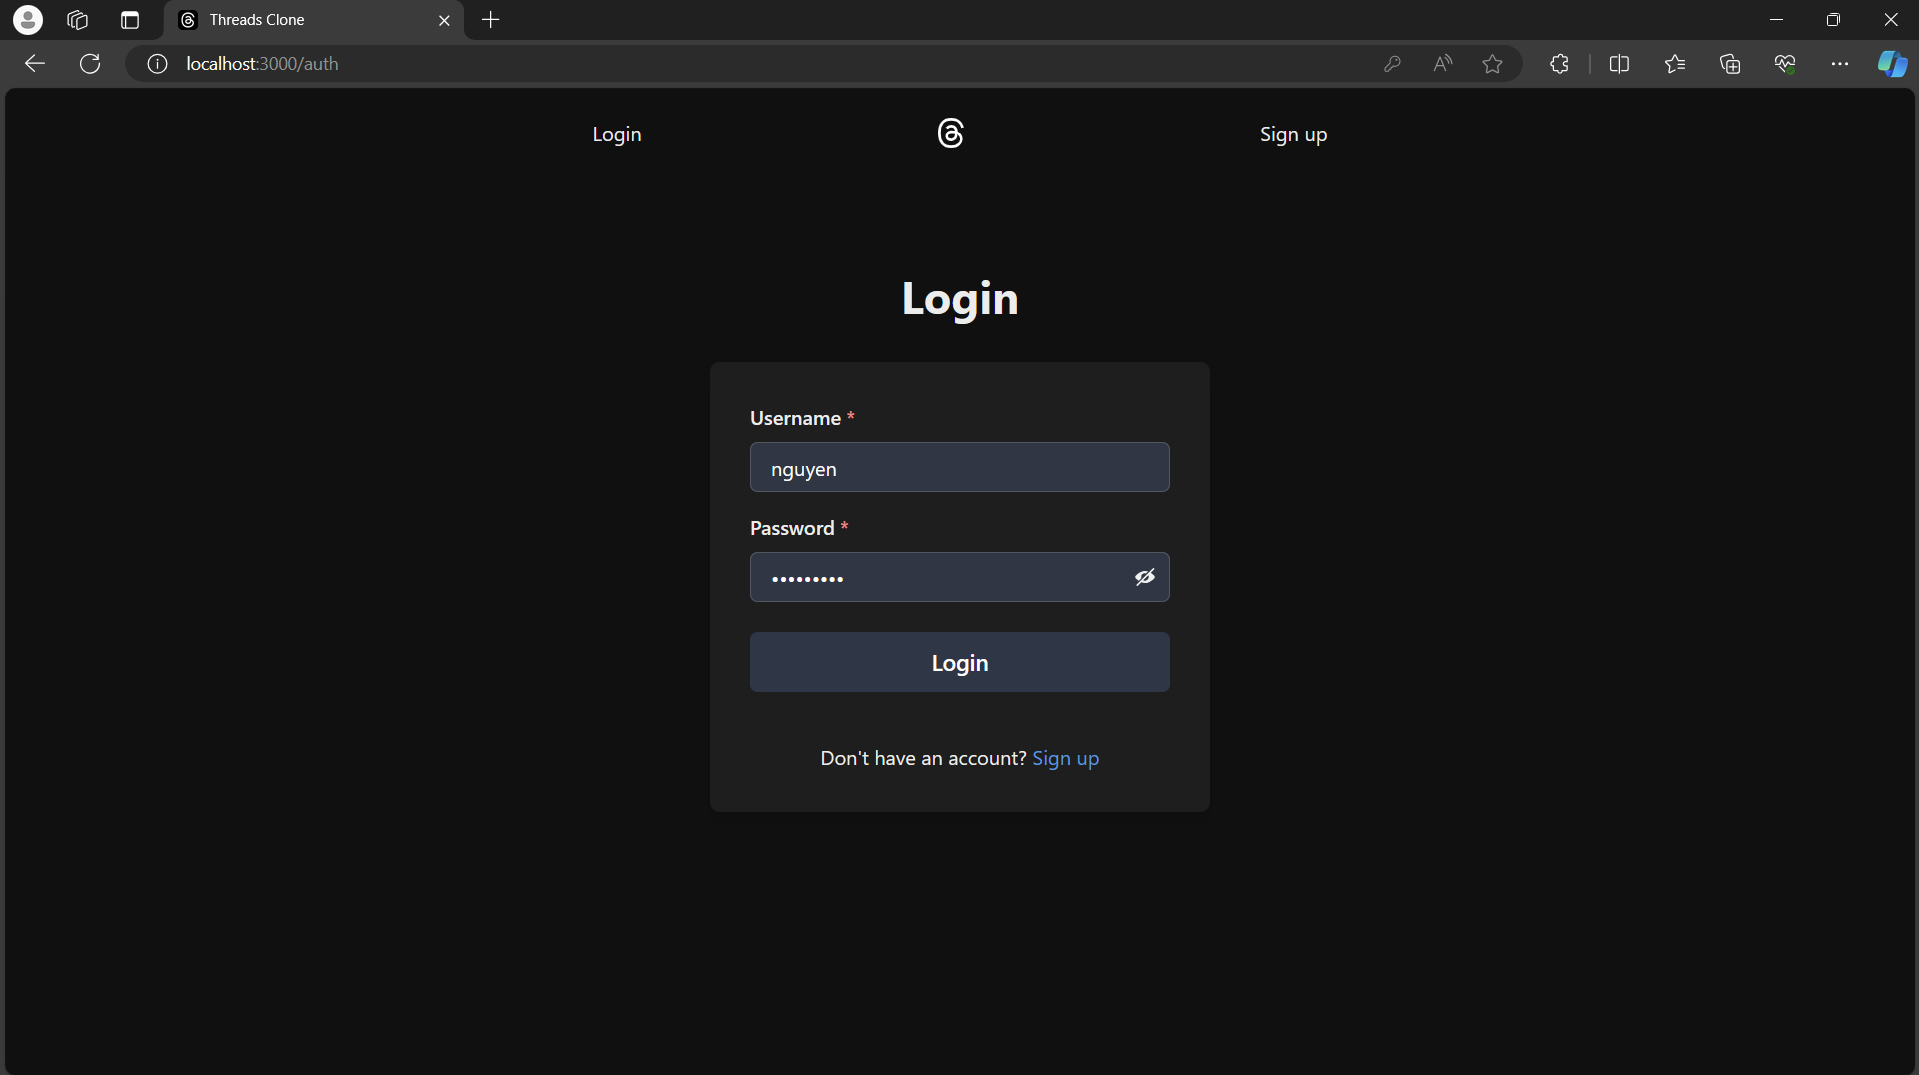 Threads Clone
localhost:3000/auth
Login
Sign up
Login
Username *
nguyen
Password *
•••••••••
Login
Don't have an account? Sign up